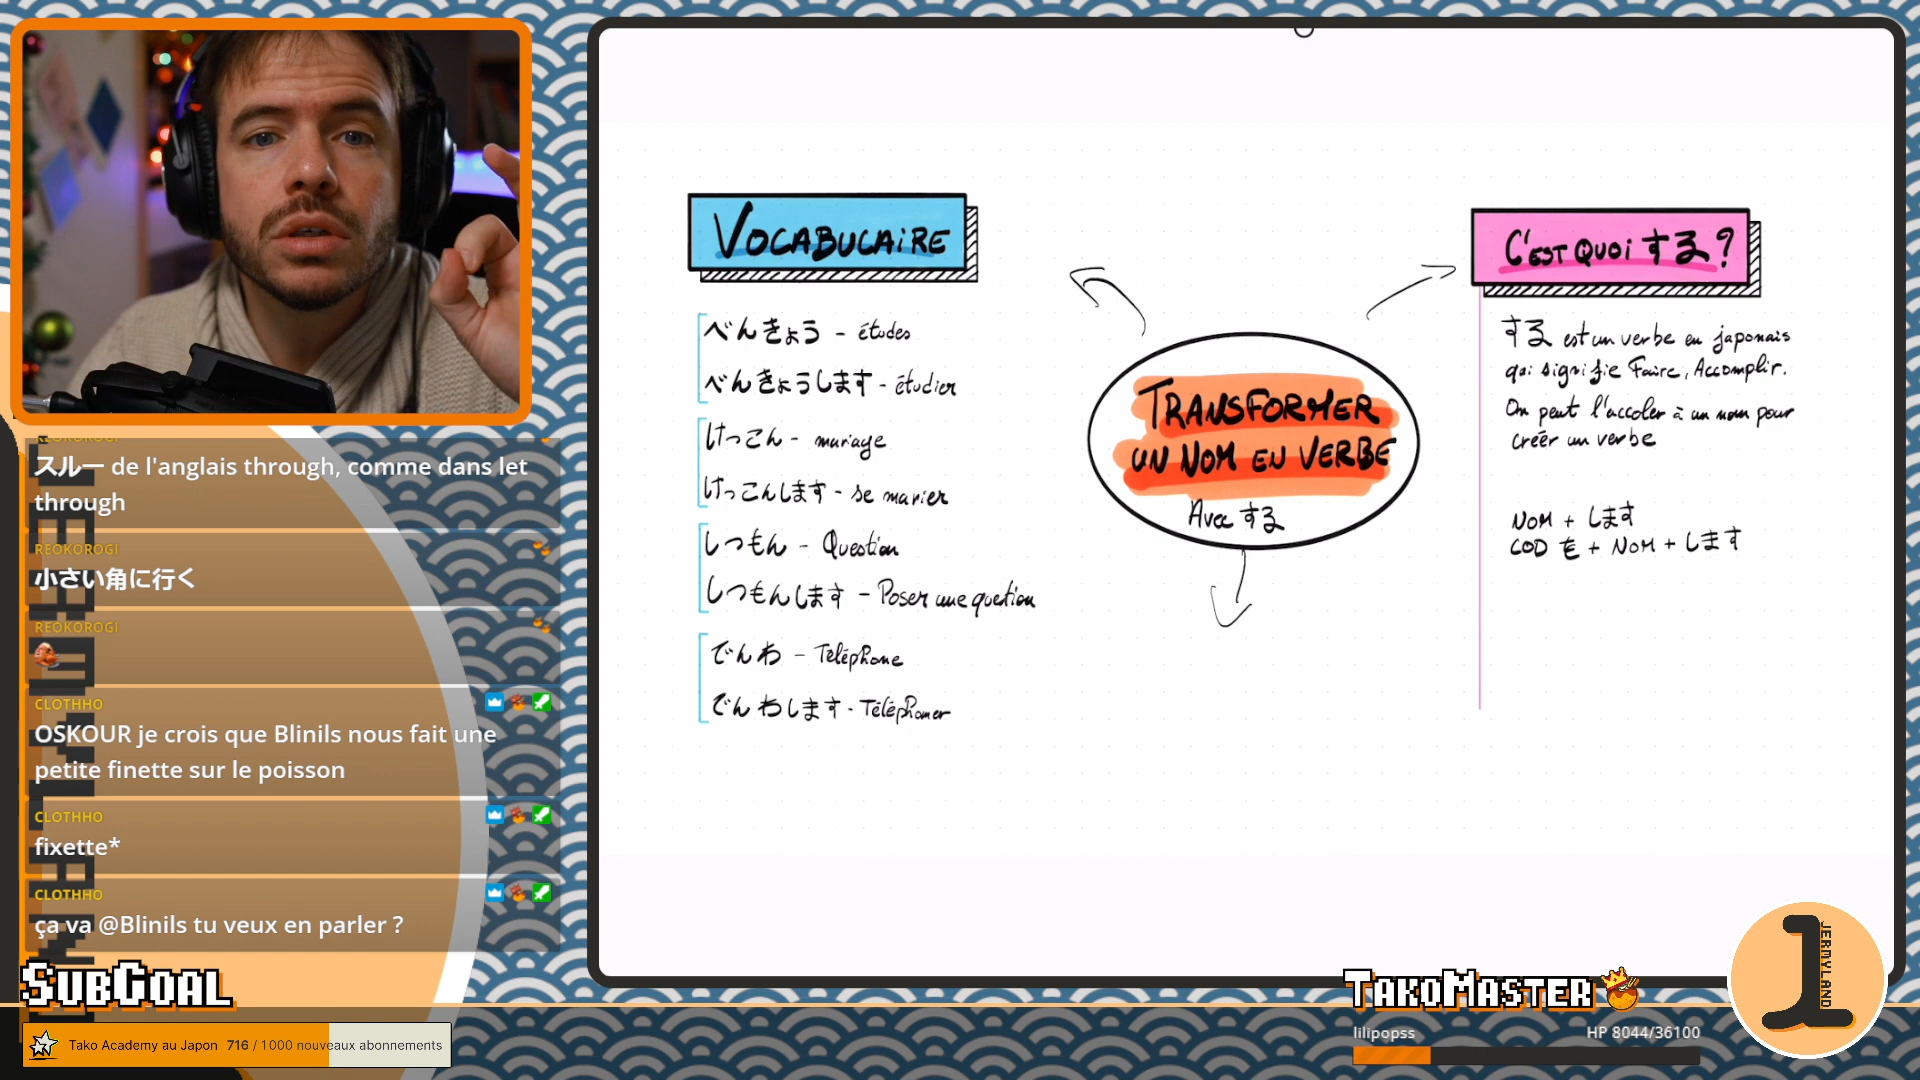 REOKOROGI
スルー de l'anglais through, comme dans let
through
REOKOROGI
小さい角に行く
REOKOROGI
CLOTHHO
OSKOUR je crois que Blinils nous fait une
petite finette sur le poisson
CLOTHHO
fixette*
CLOTHHO
ça va @Blinils tu veux en parler ?
SUBGOAL
Tako Academy au Japon 716 / 1000 nouveaux abonnements
VOCABULAIRE
べんきょう - études
べんきょうします - étudier
けっこん - mariage
けっこんします - se marier
しつもん - Question
しつもんします - Poser une question
でんわ - Téléphone
でんわします - Téléphoner
TRANSFORMER
UN NOM EN VERBE
Avec する
C'EST QUOI する ?
する est un verbe en japonais
qui signifie Faire, Accomplir.
On peut l'accoler à un nom pour
créer un verbe
NOM + します
COD を + NOM + します
TAKOMASTER
lilipopss HP 8044/36100
JERMYLAND